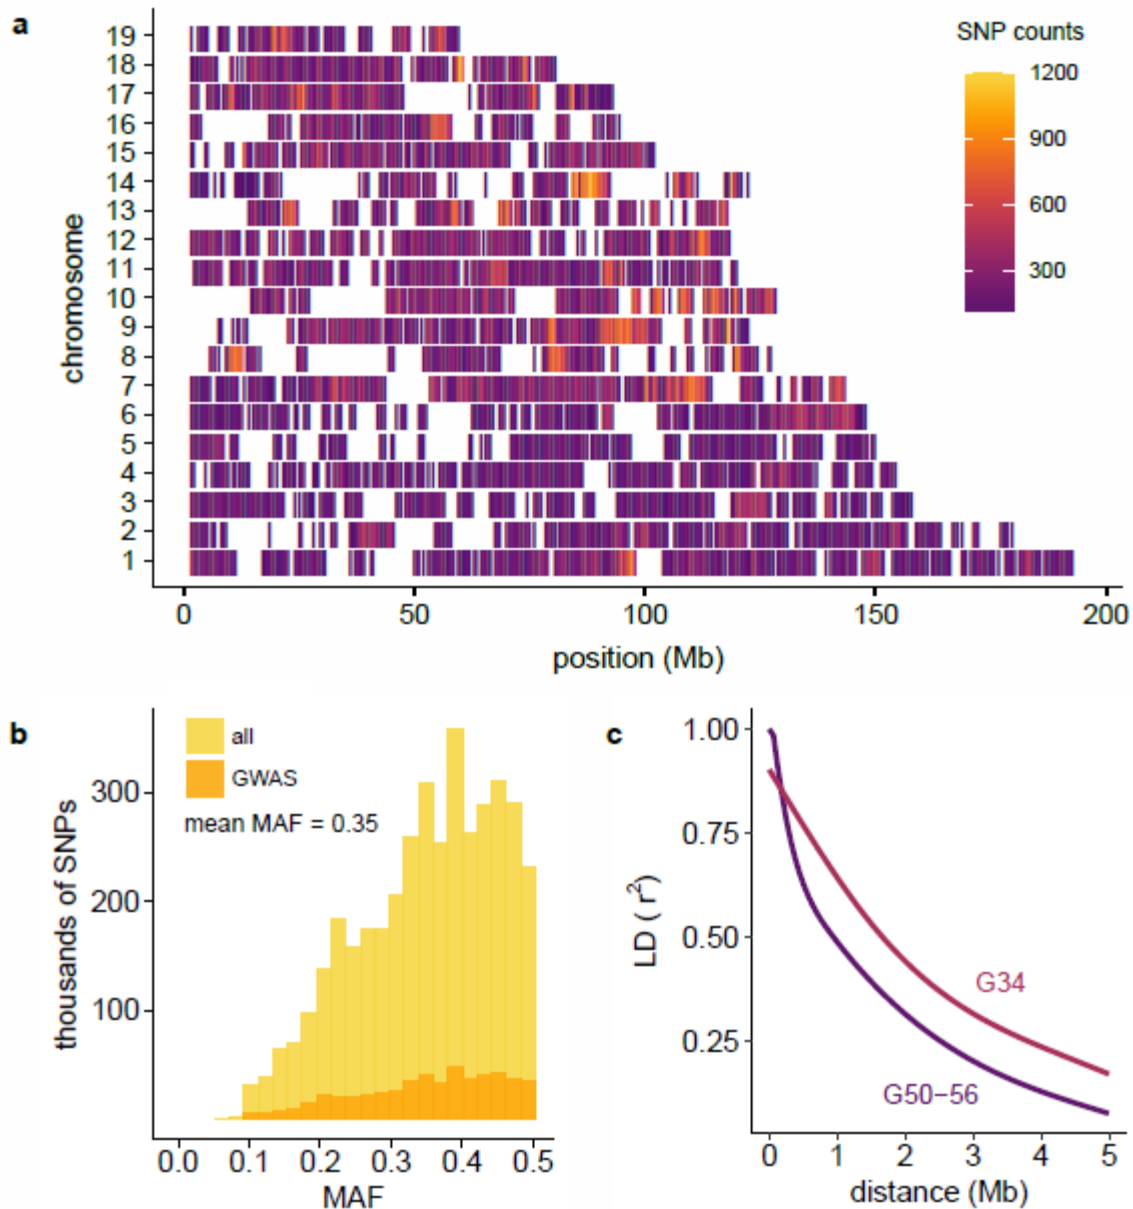 a
SNP counts
1200
900
600
300
chromosome
19
18
17
16
15
14
13
12
11
10
9
8
7
6
5
4
3
2
1
0 50 100 150 200
position (Mb)
b
all
GWAS
mean MAF = 0.35
thousands of SNPs
300
200
100
0.0 0.1 0.2 0.3 0.4 0.5
MAF
c
LD ( r²)
1.00
0.75
0.50
0.25
G34
G50−56
0 1 2 3 4 5
distance (Mb)